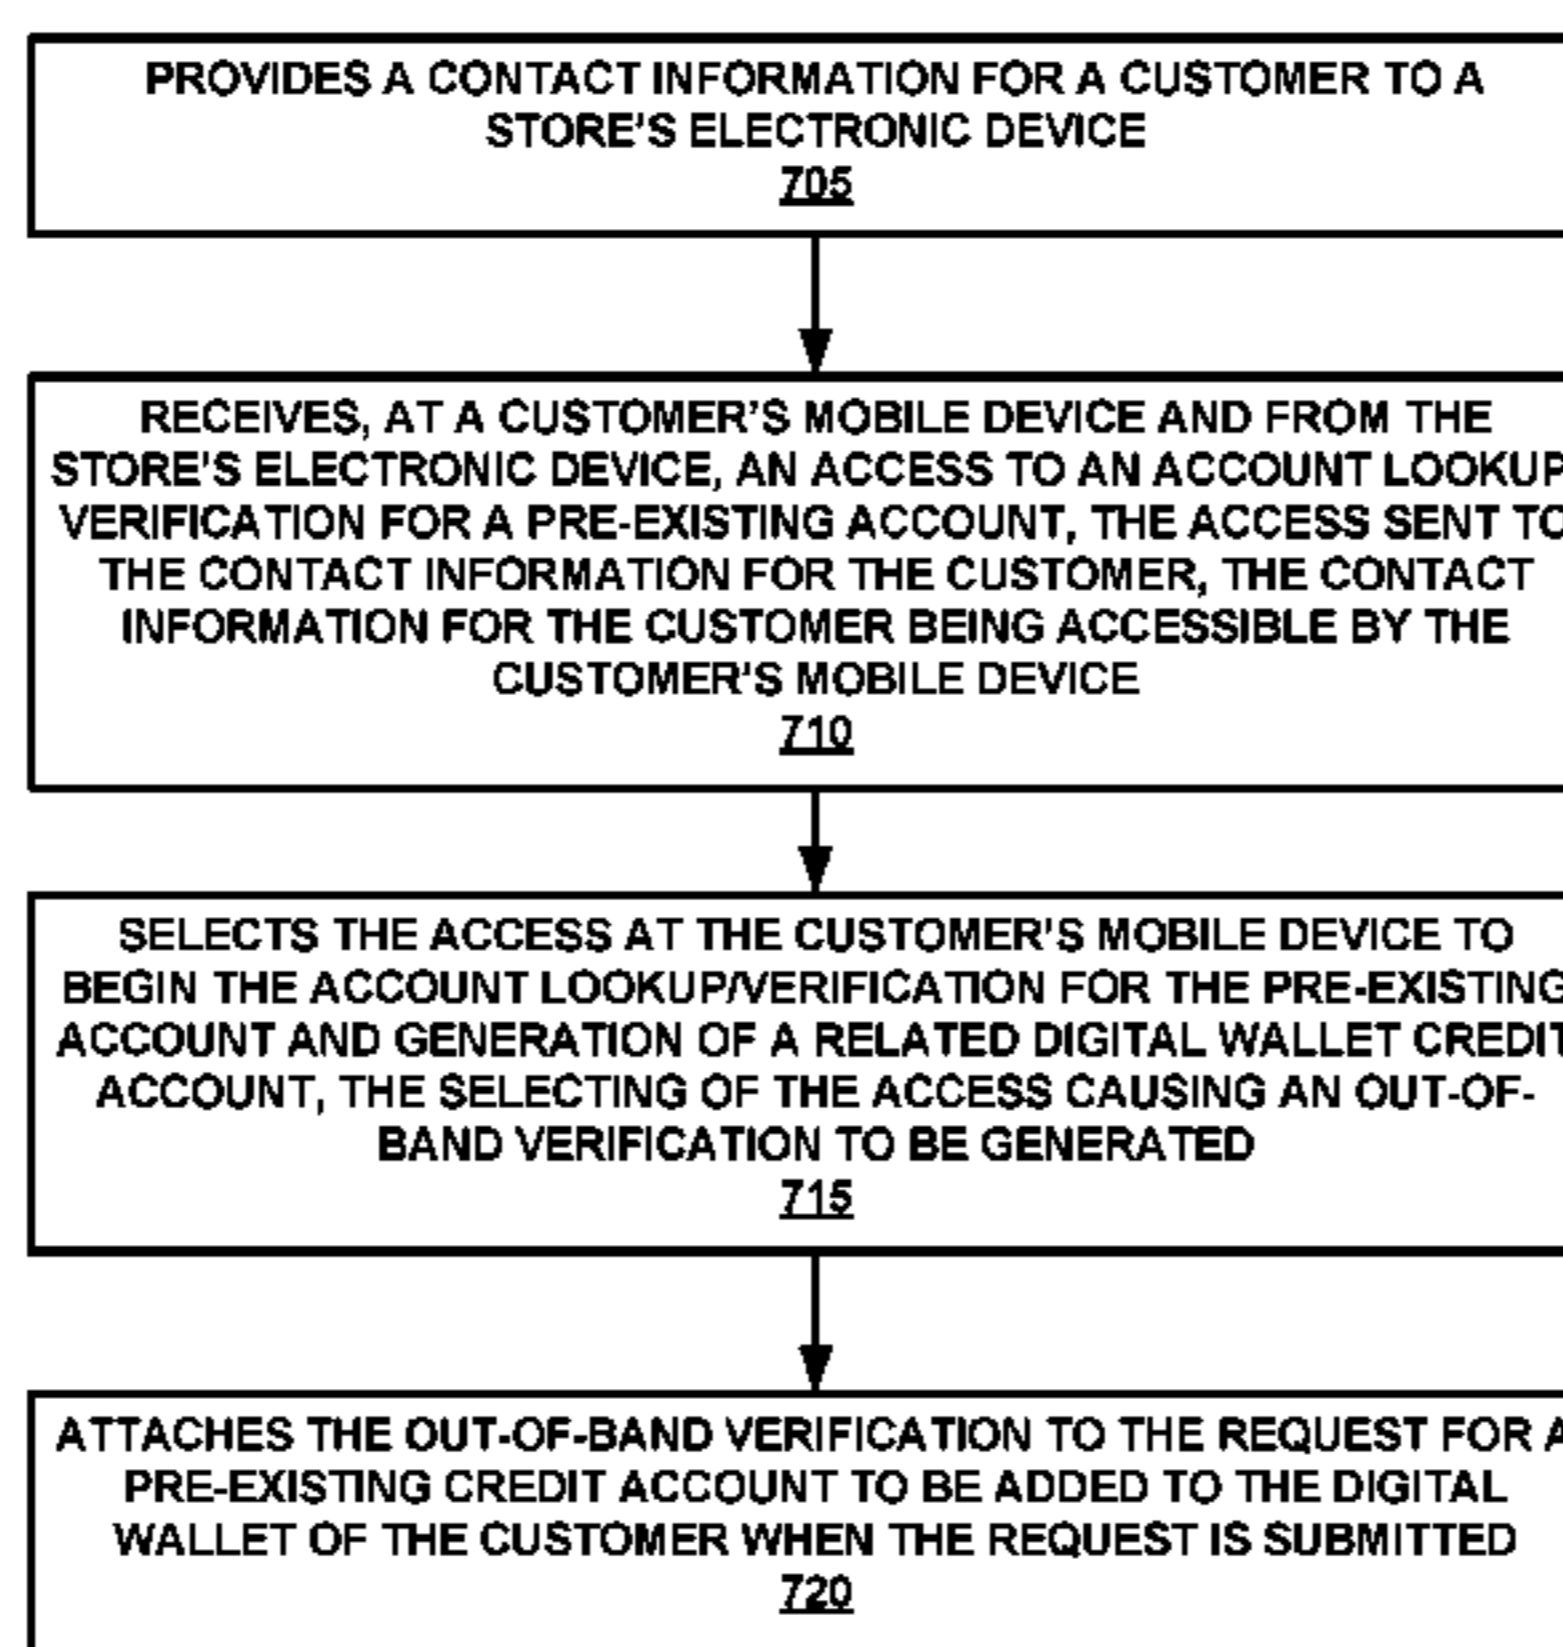 PROVIDES A CONTACT INFORMATION FOR A CUSTOMER TO A
STORE'S ELECTRONIC DEVICE
705
RECEIVES, AT A CUSTOMER'S MOBILE DEVICE AND FROM THE
STORE'S ELECTRONIC DEVICE, AN ACCESS TO AN ACCOUNT LOOKUP
VERIFICATION FOR A PRE-EXISTING ACCOUNT, THE ACCESS SENT TO
THE CONTACT INFORMATION FOR THE CUSTOMER, THE CONTACT
INFORMATION FOR THE CUSTOMER BEING ACCESSIBLE BY THE
CUSTOMER'S MOBILE DEVICE
710
SELECTS THE ACCESS AT THE CUSTOMER'S MOBILE DEVICE TO
BEGIN THE ACCOUNT LOOKUP/VERIFICATION FOR THE PRE-EXISTING
ACCOUNT AND GENERATION OF A RELATED DIGITAL WALLET CREDIT
ACCOUNT, THE SELECTING OF THE ACCESS CAUSING AN OUT-OF-
BAND VERIFICATION TO BE GENERATED
715
ATTACHES THE OUT-OF-BAND VERIFICATION TO THE REQUEST FOR A
PRE-EXISTING CREDIT ACCOUNT TO BE ADDED TO THE DIGITAL
WALLET OF THE CUSTOMER WHEN THE REQUEST IS SUBMITTED
720